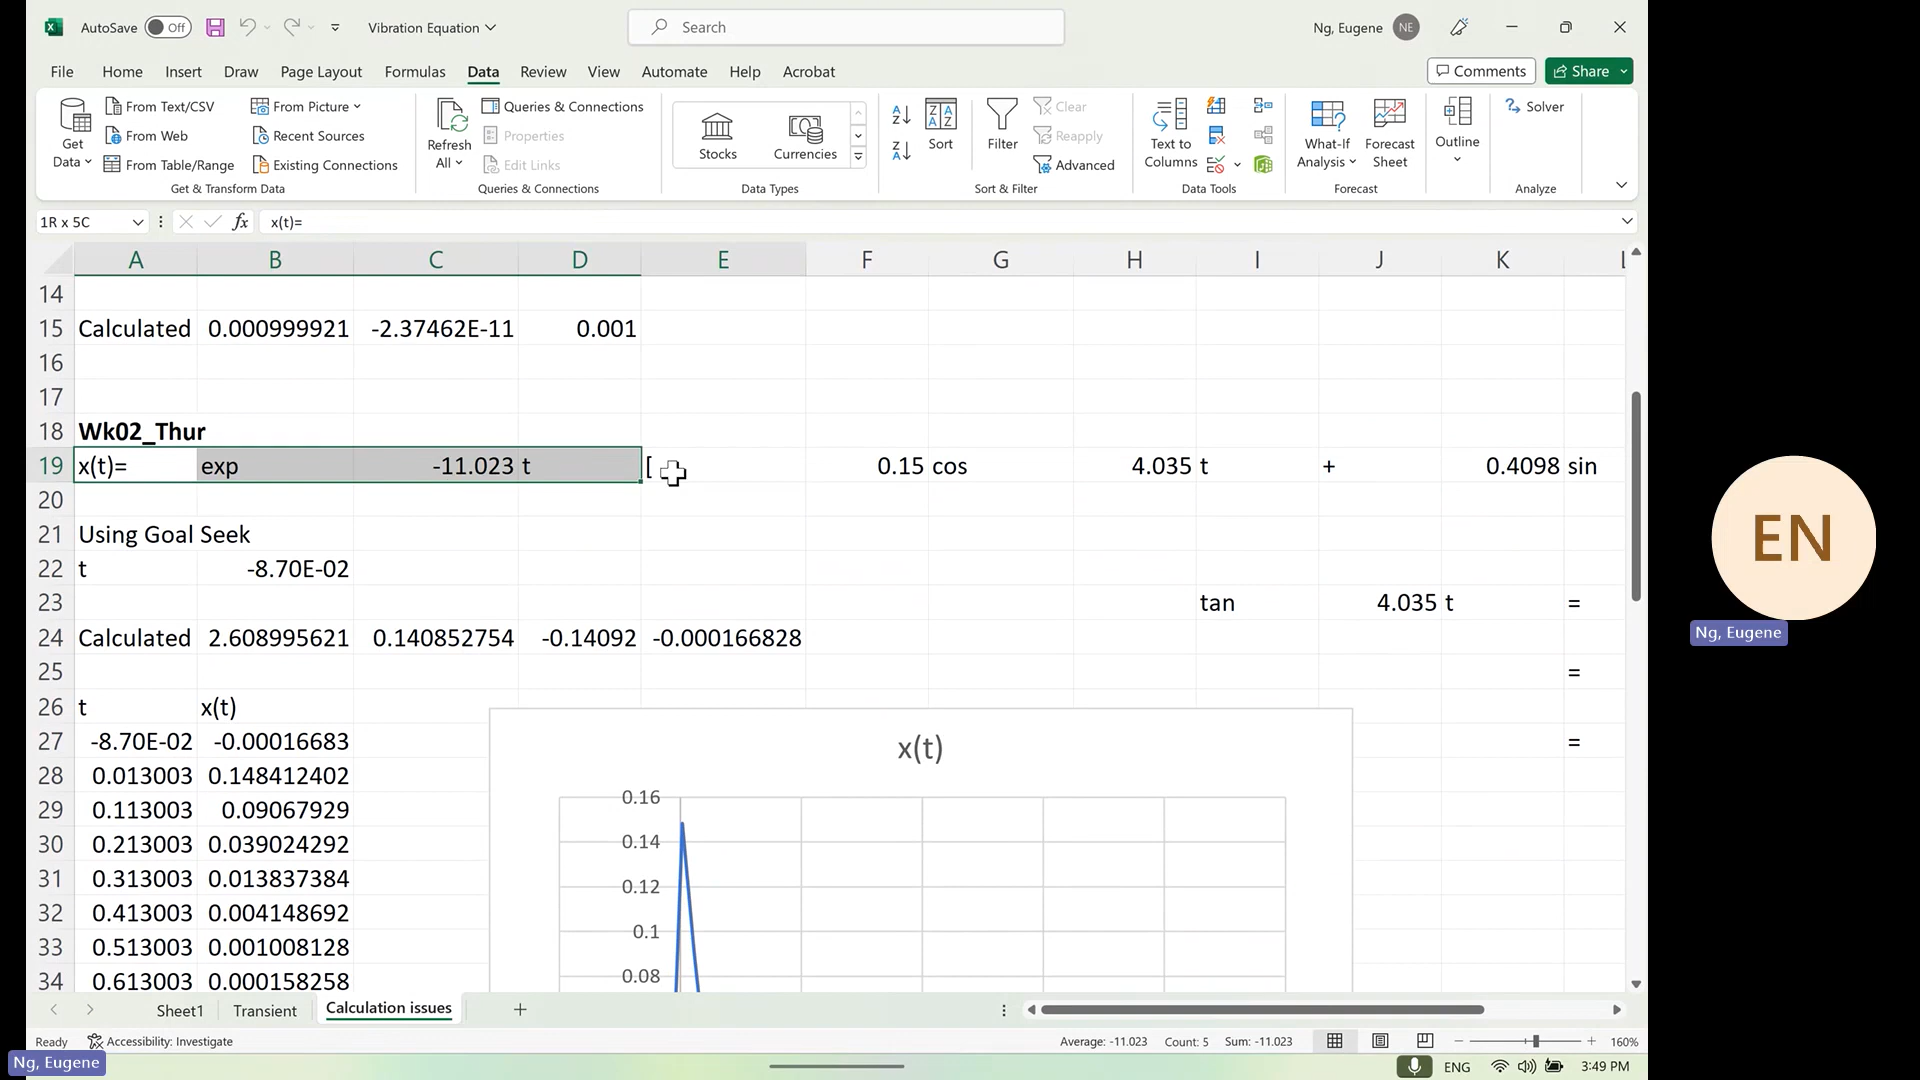 AutoSave Off Vibration Equation Search Ng, Eugene NE
File Home Insert Draw Page Layout Formulas Data Review View Automate Help Acrobat Comments Share
Get Data
From Text/CSV
From Web
From Table/Range
From Picture
Recent Sources
Existing Connections
Get & Transform Data
Refresh All
Queries & Connections
Properties
Edit Links
Queries & Connections
Stocks Currencies
Data Types
Sort
Filter
Clear
Reapply
Advanced
Sort & Filter
Text to Columns
Data Tools
What-If Analysis
Forecast Sheet
Forecast
Outline
Solver
Analyze
1R x 5C fx x(t)=
A B C D E F G H I J K L
14
15 Calculated 0.000999921 -2.37462E-11 0.001
16
17
18 Wk02_Thur
19 x(t)= exp -11.023 t [ 0.15 cos 4.035 t + 0.4098 sin
20
21 Using Goal Seek
22 t -8.70E-02
23 tan 4.035 t =
24 Calculated 2.608995621 0.140852754 -0.14092 -0.000166828
25 =
26 t x(t)
27 -8.70E-02 -0.00016683 =
28 0.013003 0.148412402
29 0.113003 0.09067929
30 0.213003 0.039024292
31 0.313003 0.013837384
32 0.413003 0.004148692
33 0.513003 0.001008128
34 0.613003 0.000158258
x(t)
0.16
0.14
0.12
0.1
0.08
Sheet1 Transient Calculation issues
Ready Accessibility: Investigate Average: -11.023 Count: 5 Sum: -11.023 160%
Ng, Eugene
ENG 3:49 PM
EN
Ng, Eugene